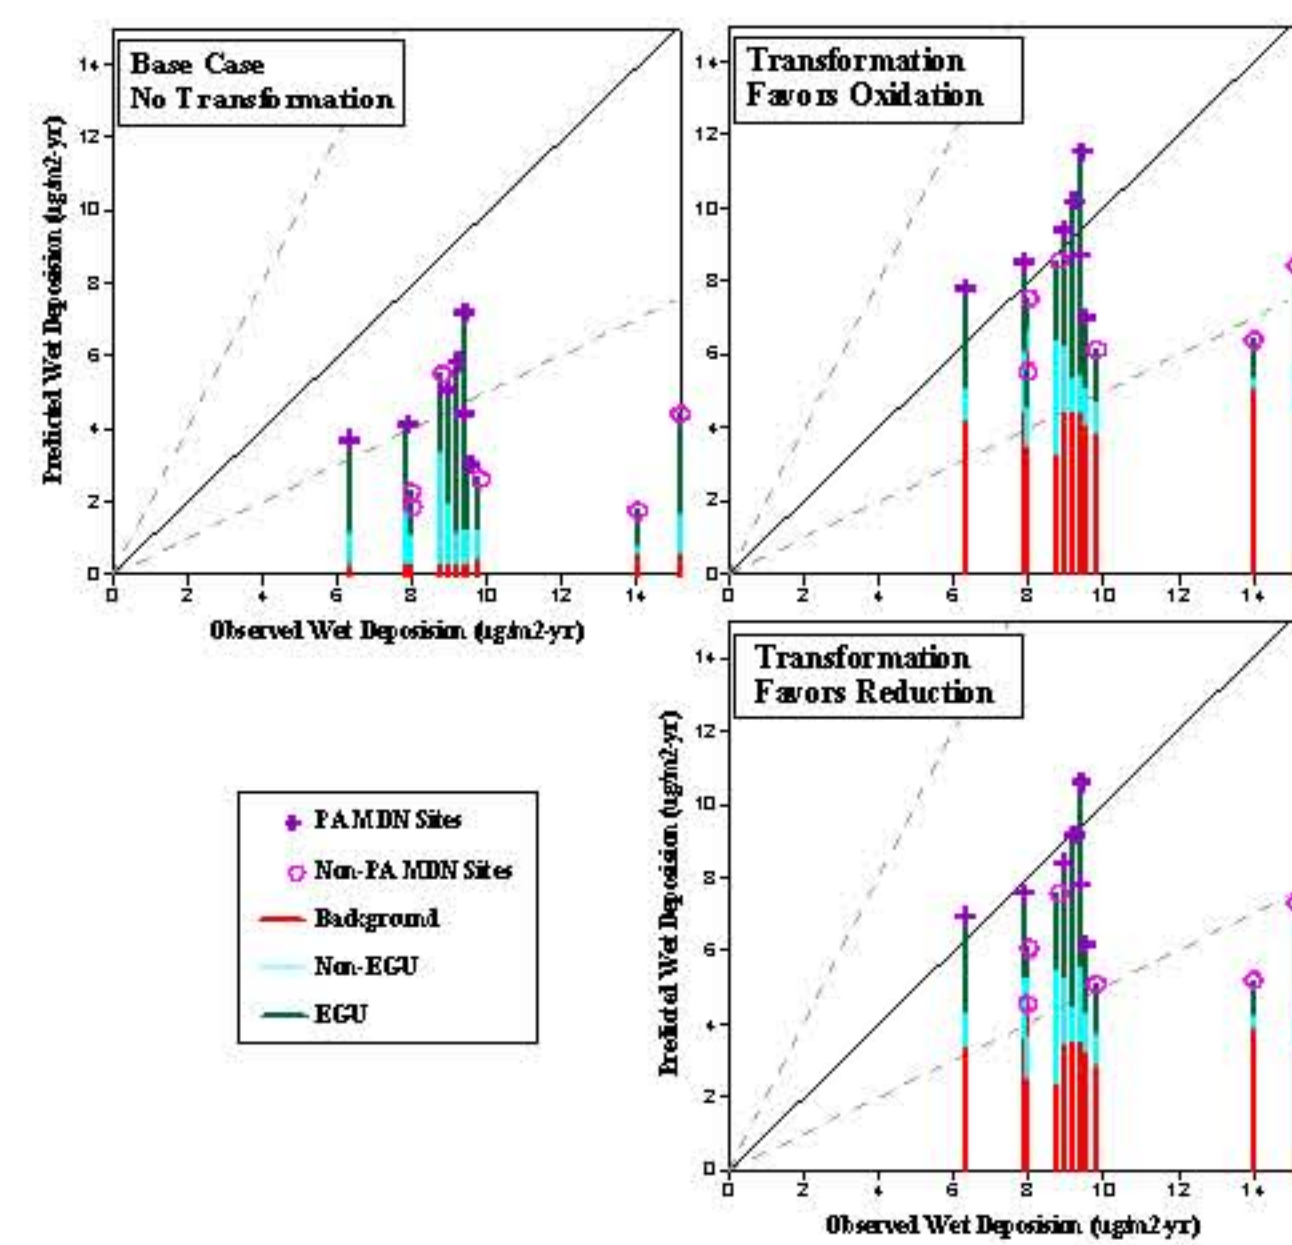 Base Case
No Transformation
14
12
10
8
6
4
2
0
0 2 4 6 8 10 12 14
Predicted Wet Deposision (ug/m2-yr)
Observed Wet Deposision (ug/m2-yr)
Transformation
Favors Oxidation
14
12
10
8
6
4
2
0
0 2 4 6 8 10 12 14
Transformation
Favors Reduction
14
12
10
8
6
4
2
0
0 2 4 6 8 10 12 14
Predicted Wet Deposision (ug/m2-yr)
Observed Wet Deposision (ug/m2-yr)
PA MDN Sites
Non-PA MDN Sites
Background
Non-EGU
EGU